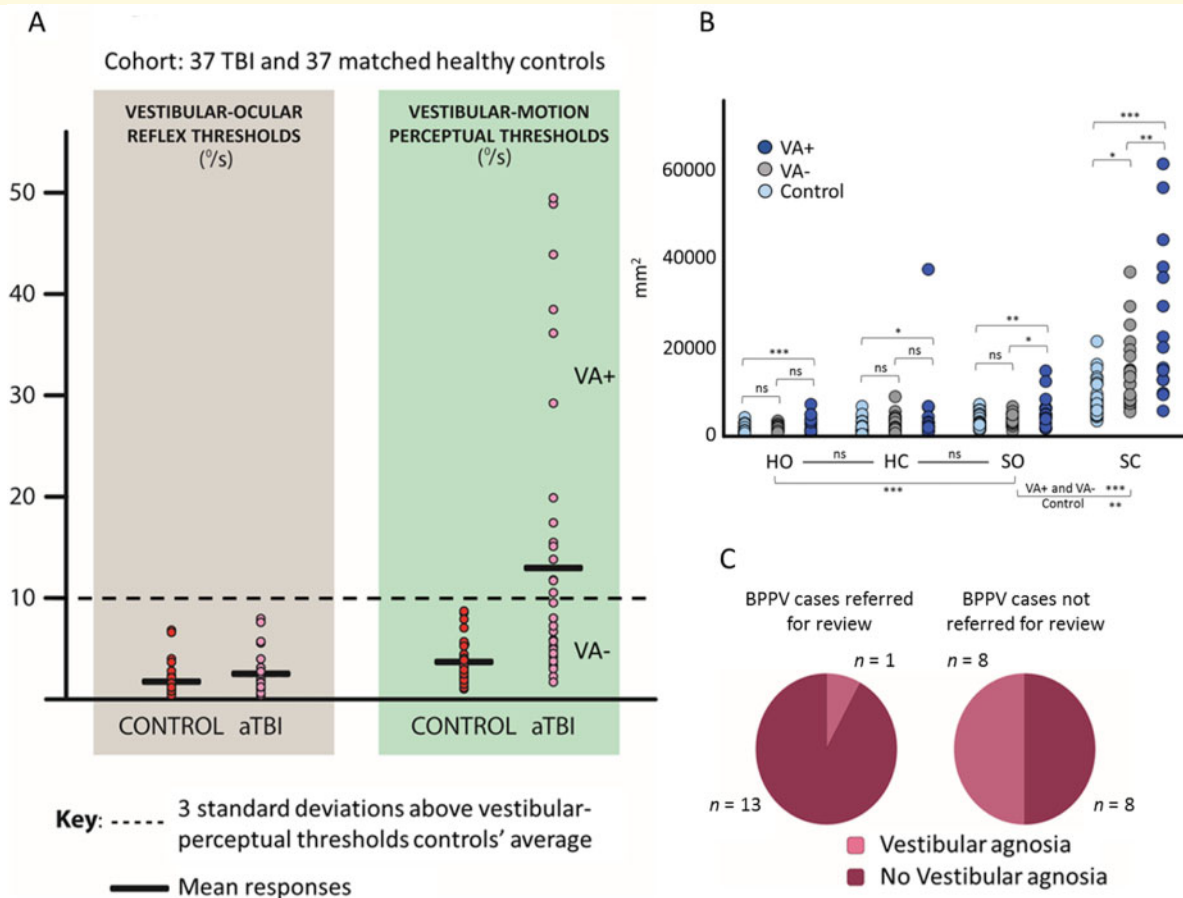 A
Cohort: 37 TBI and 37 matched healthy controls
VESTIBULAR-OCULAR
REFLEX THRESHOLDS
(⁰/s)
VESTIBULAR-MOTION
PERCEPTUAL THRESHOLDS
(⁰/s)
50
40
30
20
10
VA+
VA-
CONTROL aTBI
CONTROL aTBI
Key: ----- 3 standard deviations above vestibular-
perceptual thresholds controls’ average
Mean responses
B
VA+
VA-
Control
mm²
60000
40000
20000
0
***
ns
ns
*
ns
ns
**
ns
*
***
*
**
HO ns HC ns SO SC
***
VA+ and VA- ***
Control **
C
BPPV cases referred
for review
n = 1
n = 13
BPPV cases not
referred for review
n = 8
n = 8
Vestibular agnosia
No Vestibular agnosia